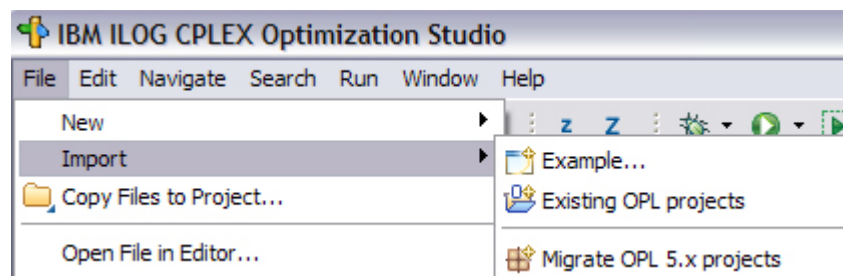 IBM ILOG CPLEX Optimization Studio
File Edit Navigate Search Run Window Help
New
z Z
Import
Example...
Copy Files to Project...
Existing OPL projects
Open File in Editor...
Migrate OPL 5.x projects